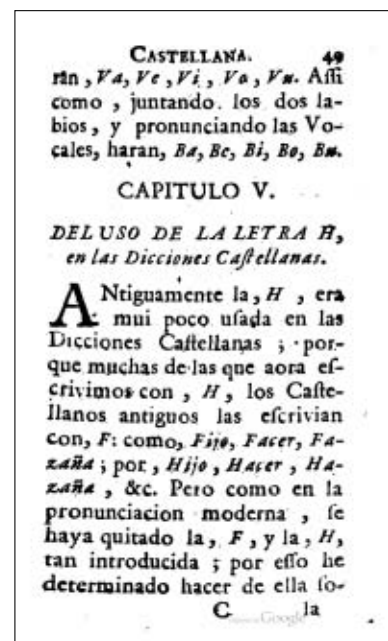 CASTELLANA. 49
rán, Va, Ve, Vi, Vo, Vu. Aſſi
como , juntando. los dos la-
bios, y pronunciando las Vo-
cales, haran, Ba, Be, Bi, Bo, Bu.
CAPITULO V.
DEL USO DE LA LETRA H,
en las Dicciones Caſtellanas.
ANtiguamente la, H , era
mui poco uſada en las
Dicciones Caſtellanas ; por-
que muchas de las que aora eſ-
crivimos con , H, los Caſte-
llanos antiguos las eſcrivian
con, F: como, Fijo, Facer, Fa-
zaña ; por , Hijo, Hacer, Ha-
zaña , &c. Pero como en la
pronunciacion moderna , ſe
haya quitado la, F, y la, H,
tan introducida ; por eſſo he
determinado hacer de ella ſo-
C Google la